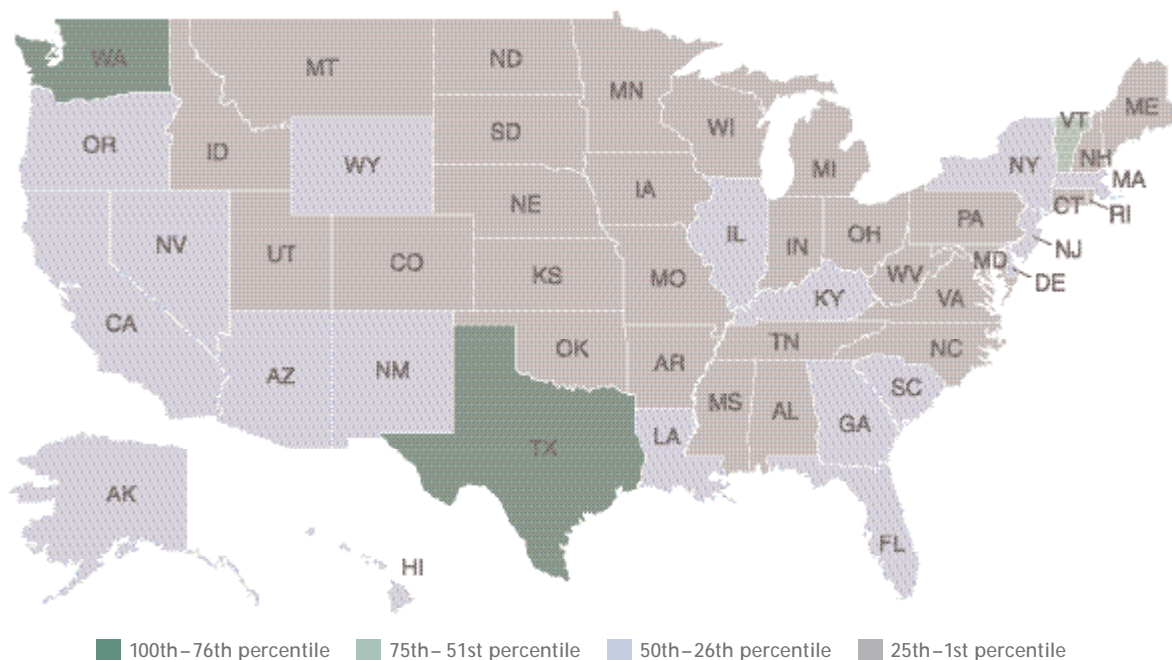 WA
MT
ND
MN
ME
VT
OR
ID
SD
WI
NH
WY
MI
NY
MA
IA
NE
CT
RI
PA
NV
IL
OH
UT
CO
IN
NJ
MD
KS
MO
WV
DE
KY
VA
CA
TN
OK
NC
AZ
NM
AR
SC
MS
AL
GA
LA
TX
AK
FL
HI
100th–76th percentile
75th–51st percentile
50th–26th percentile
25th–1st percentile